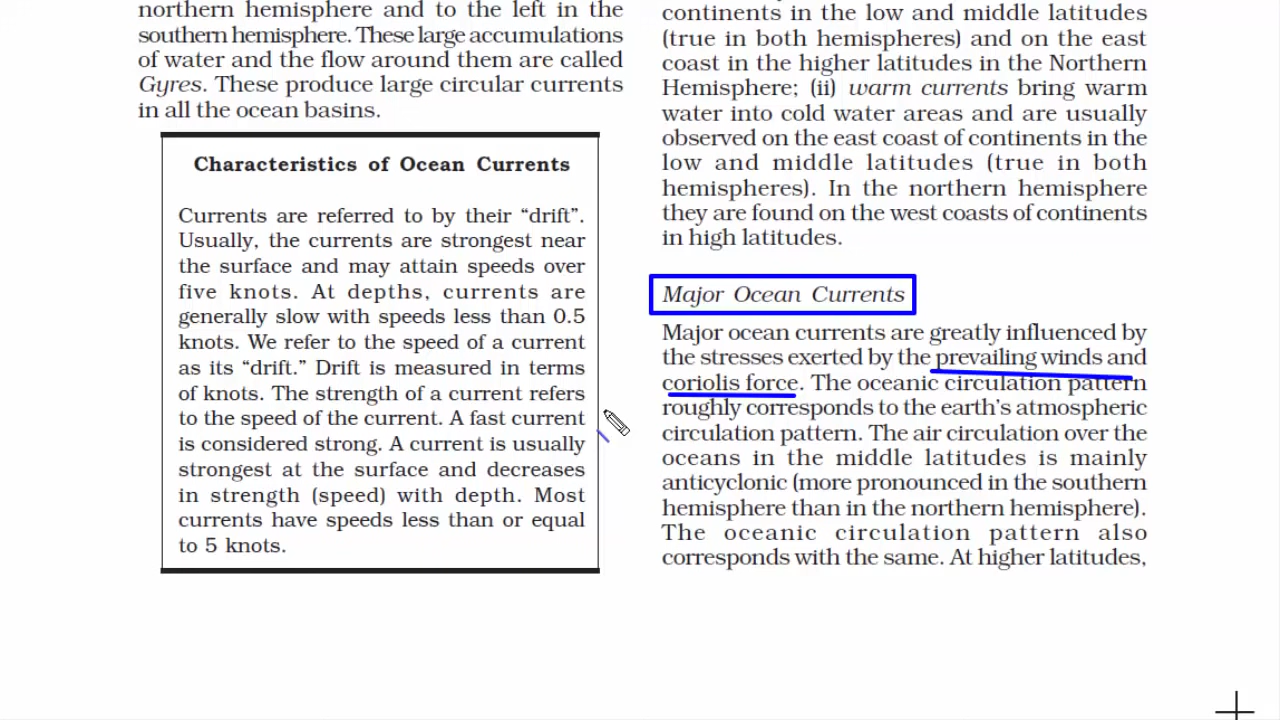 northern hemisphere and to the left in the
southern hemisphere. These large accumulations
of water and the flow around them are called
Gyres. These produce large circular currents
in all the ocean basins.
Characteristics of Ocean Currents
Currents are referred to by their “drift”.
Usually, the currents are strongest near
the surface and may attain speeds over
five knots. At depths, currents are
generally slow with speeds less than 0.5
knots. We refer to the speed of a current
as its “drift.” Drift is measured in terms
of knots. The strength of a current refers
to the speed of the current. A fast current
is considered strong. A current is usually
strongest at the surface and decreases
in strength (speed) with depth. Most
currents have speeds less than or equal
to 5 knots.
continents in the low and middle latitudes
(true in both hemispheres) and on the east
coast in the higher latitudes in the Northern
Hemisphere; (ii) warm currents bring warm
water into cold water areas and are usually
observed on the east coast of continents in the
low and middle latitudes (true in both
hemispheres). In the northern hemisphere
they are found on the west coasts of continents
in high latitudes.
Major Ocean Currents
Major ocean currents are greatly influenced by
the stresses exerted by the prevailing winds and
coriolis force. The oceanic circulation pattern
roughly corresponds to the earth’s atmospheric
circulation pattern. The air circulation over the
oceans in the middle latitudes is mainly
anticyclonic (more pronounced in the southern
hemisphere than in the northern hemisphere).
The oceanic circulation pattern also
corresponds with the same. At higher latitudes,